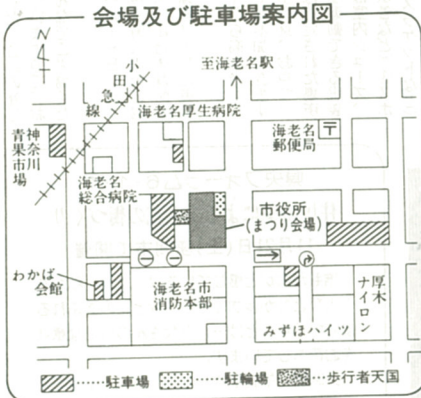 会場及び駐車場案内図
N
小田急線
至海老名駅
海老名厚生病院
神奈川
青果市場
海老名
郵便局
〒
海老名
総合病院
市役所
(まつり会場)
わかば
会館
海老名市
消防本部
厚木
ナイロン
みずほハイツ
……駐車場
……駐輪場
……歩行者天国